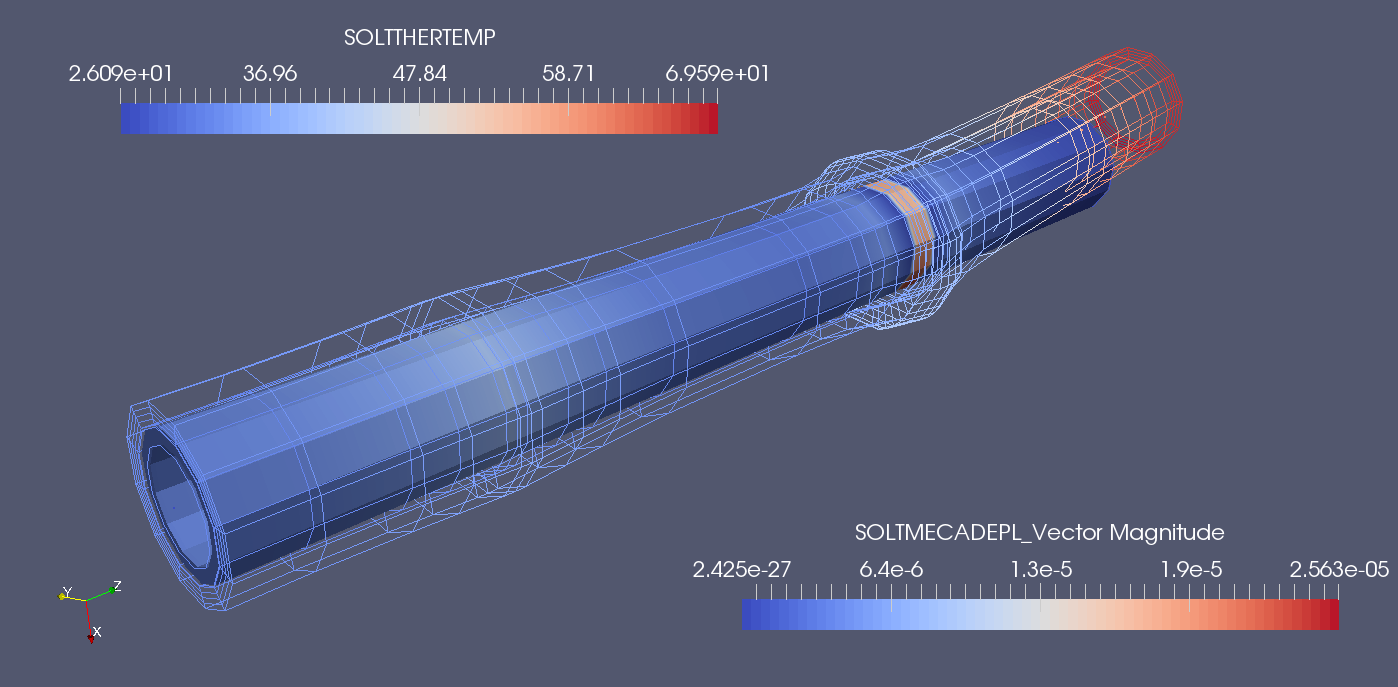 SOLTTHERTEMP
2.609e+01 36.96 47.84 58.71 6.959e+01
SOLTMECADEPL_Vector Magnitude
2.425e-27 6.4e-6 1.3e-5 1.9e-5 2.563e-05
Y Z
X